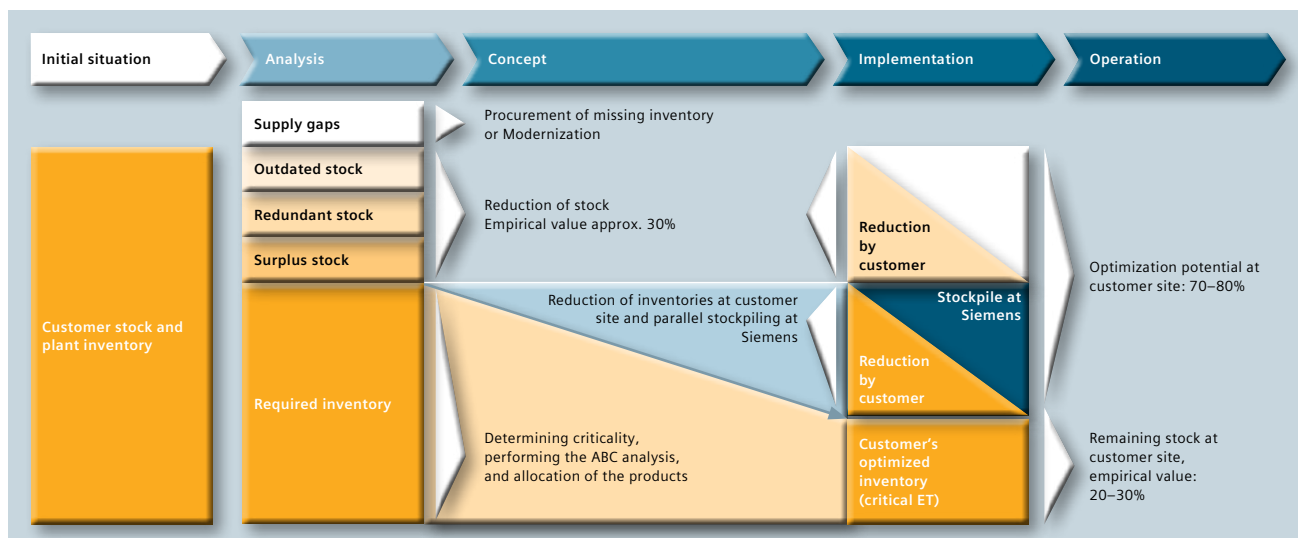 Initial situation
Analysis
Concept
Implementation
Operation
Supply gaps
Procurement of missing inventory
or Modernization
Outdated stock
Redundant stock
Surplus stock
Reduction of stock
Empirical value approx. 30%
Reduction
by
customer
Optimization potential at
customer site: 70–80%
Customer stock and
plant inventory
Required inventory
Reduction of inventories at customer
site and parallel stockpiling at
Siemens
Stockpile at
Siemens
Reduction
by
customer
Determining criticality,
performing the ABC analysis,
and allocation of the products
Customer's
optimized
inventory
(critical ET)
Remaining stock at
customer site,
empirical value:
20–30%